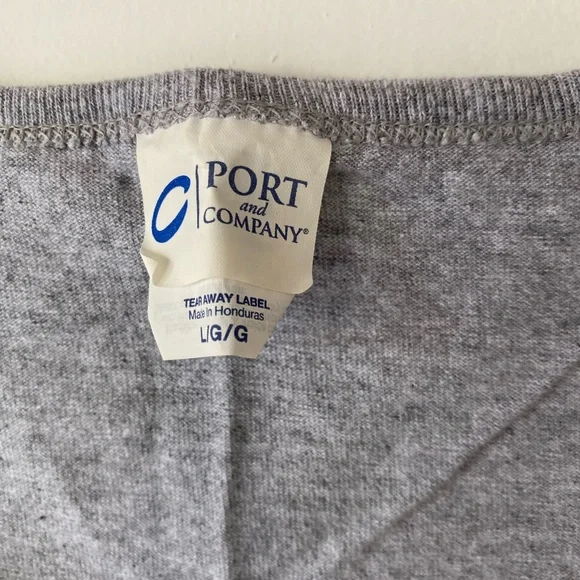 PORT
and
COMPANY®
TEAR AWAY LABEL
Made In Honduras
L/G/G